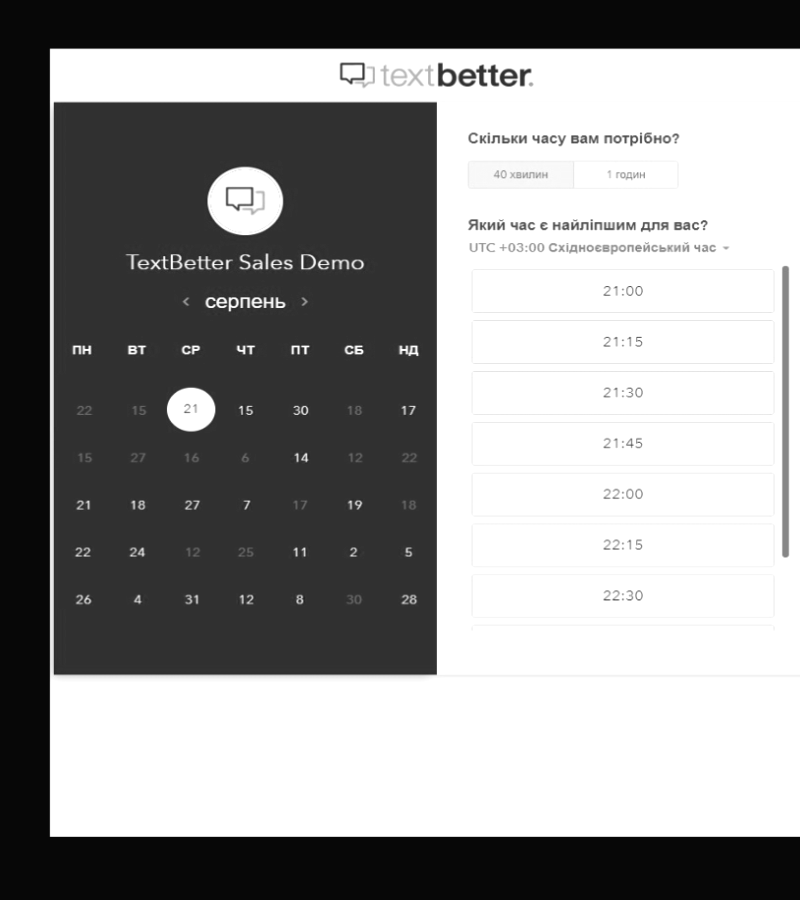 textbetter.
TextBetter Sales Demo
< серпень >
ПН ВТ СР ЧТ ПТ СБ НД
22 15 21 15 30 18 17
15 27 16 6 14 12 22
21 18 27 7 17 19 18
22 24 12 25 11 2 5
26 4 31 12 8 30 28
Скільки часу вам потрібно?
40 хвилин 1 годин
Який час є найліпшим для вас?
UTC +03:00 Східноєвропейський час
21:00
21:15
21:30
21:45
22:00
22:15
22:30